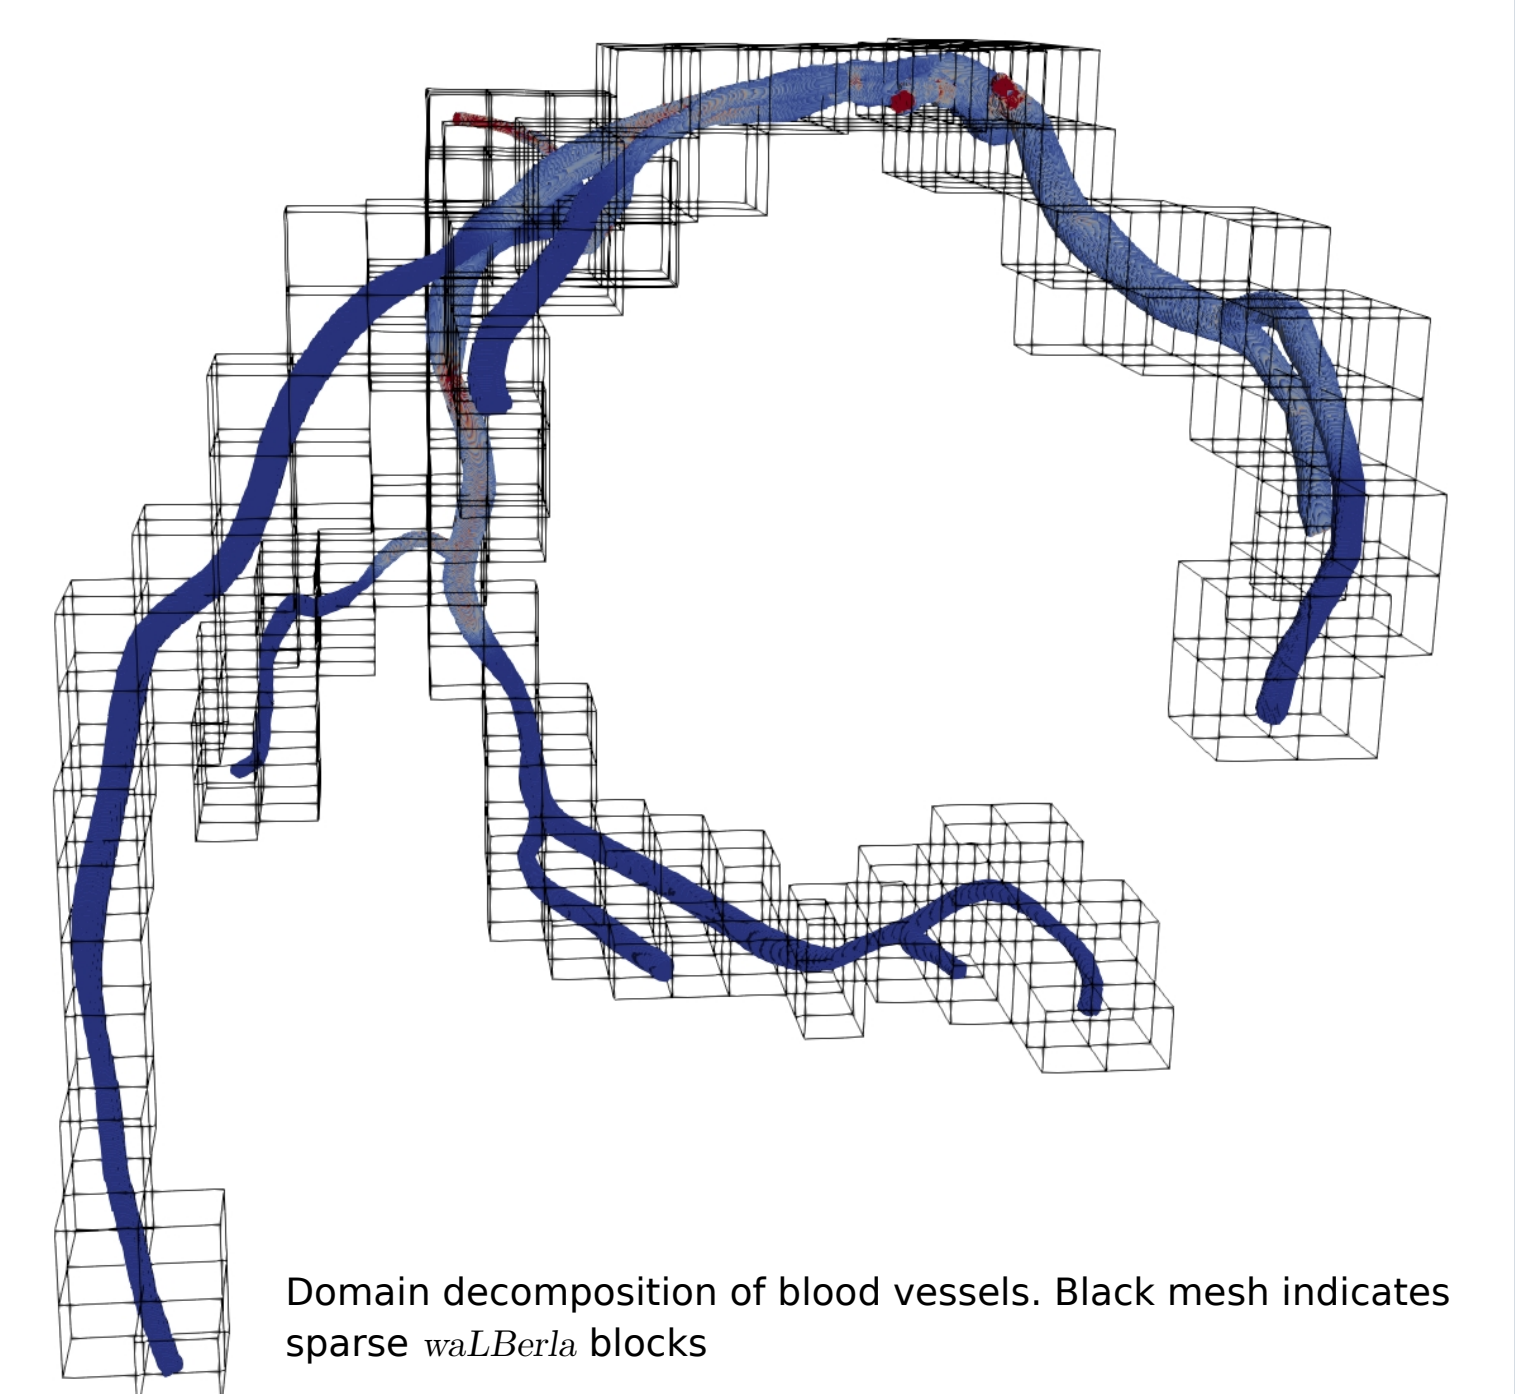 Domain decomposition of blood vessels. Black mesh indicates
sparse waLBerla blocks